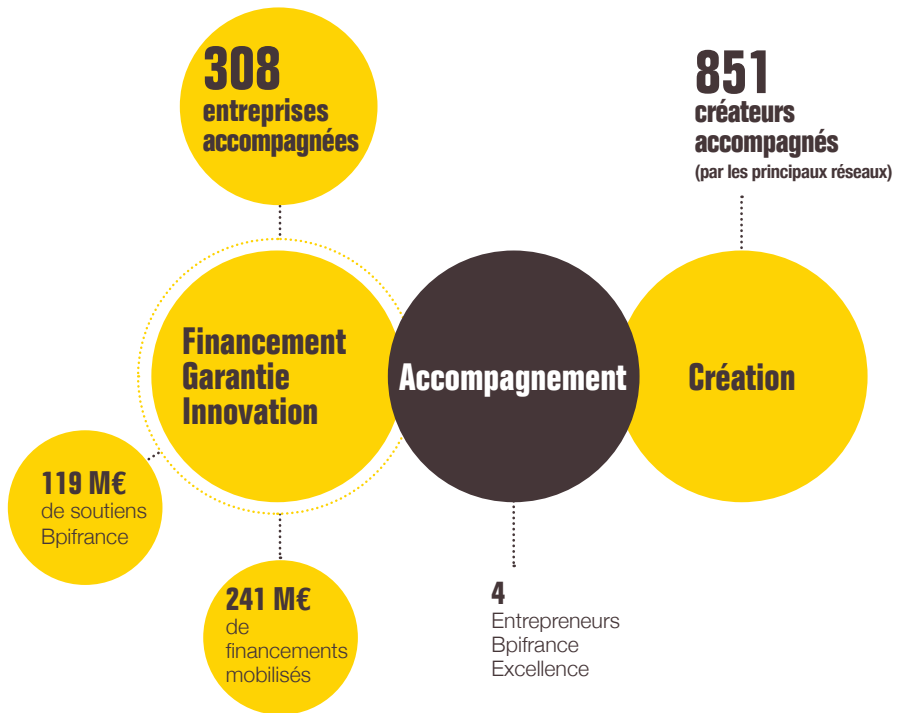 308
entreprises
accompagnées
851
créateurs
accompagnés
(par les principaux réseaux)
Financement
Garantie
Innovation
Accompagnement
Création
119 M€
de soutiens
Bpifrance
241 M€
de
financements
mobilisés
4
Entrepreneurs
Bpifrance
Excellence